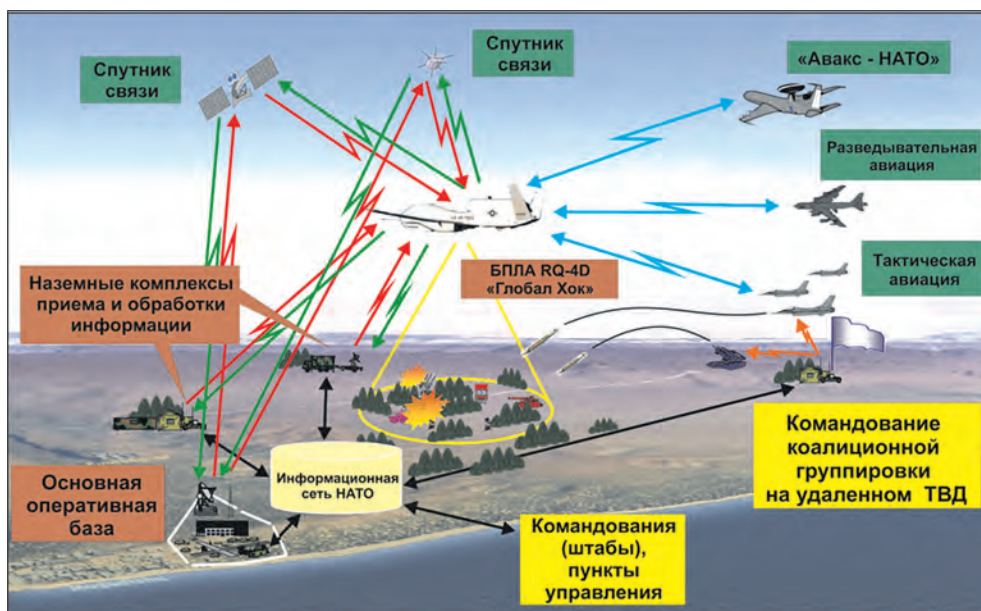 Спутник
связи
Спутник
связи
«Авакс - НАТО»
Разведывательная
авиация
Тактическая
авиация
БПЛА RQ-4D
«Глобал Хок»
Наземные комплексы
приема и обработки
информации
Основная
оперативная
база
Информационная
сеть НАТО
Командования
(штабы),
пункты
управления
Командование
коалиционной
группировки
на удаленном ТВД